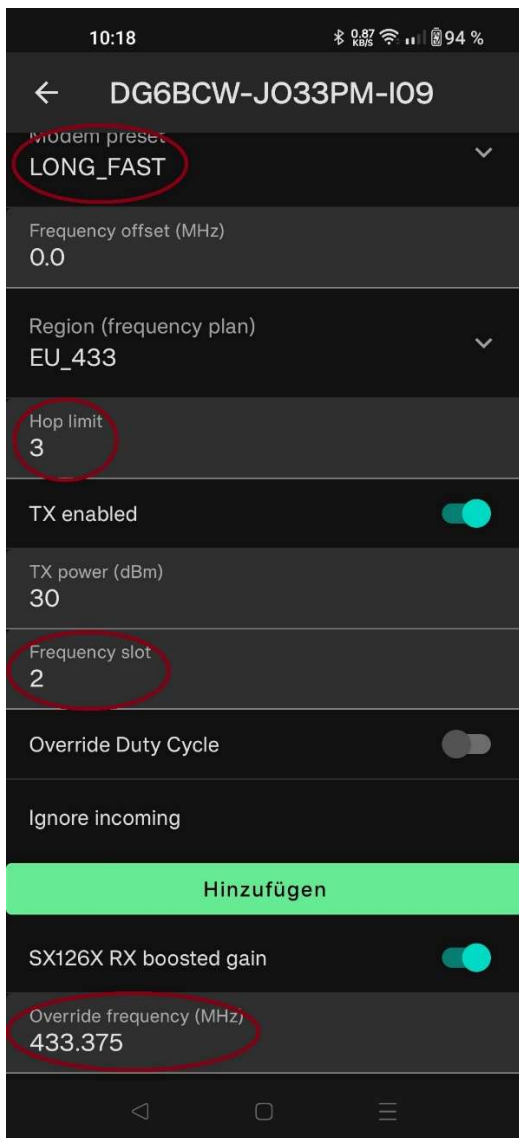 10:18
0.87 KB/S
94 %
DG6BCW-JO33PM-I09
Modem preset
LONG_FAST
Frequency offset (MHz)
0.0
Region (frequency plan)
EU_433
Hop limit
3
TX enabled
TX power (dBm)
30
Frequency slot
2
Override Duty Cycle
Ignore incoming
Hinzufügen
SX126X RX boosted gain
Override frequency (MHz)
433.375